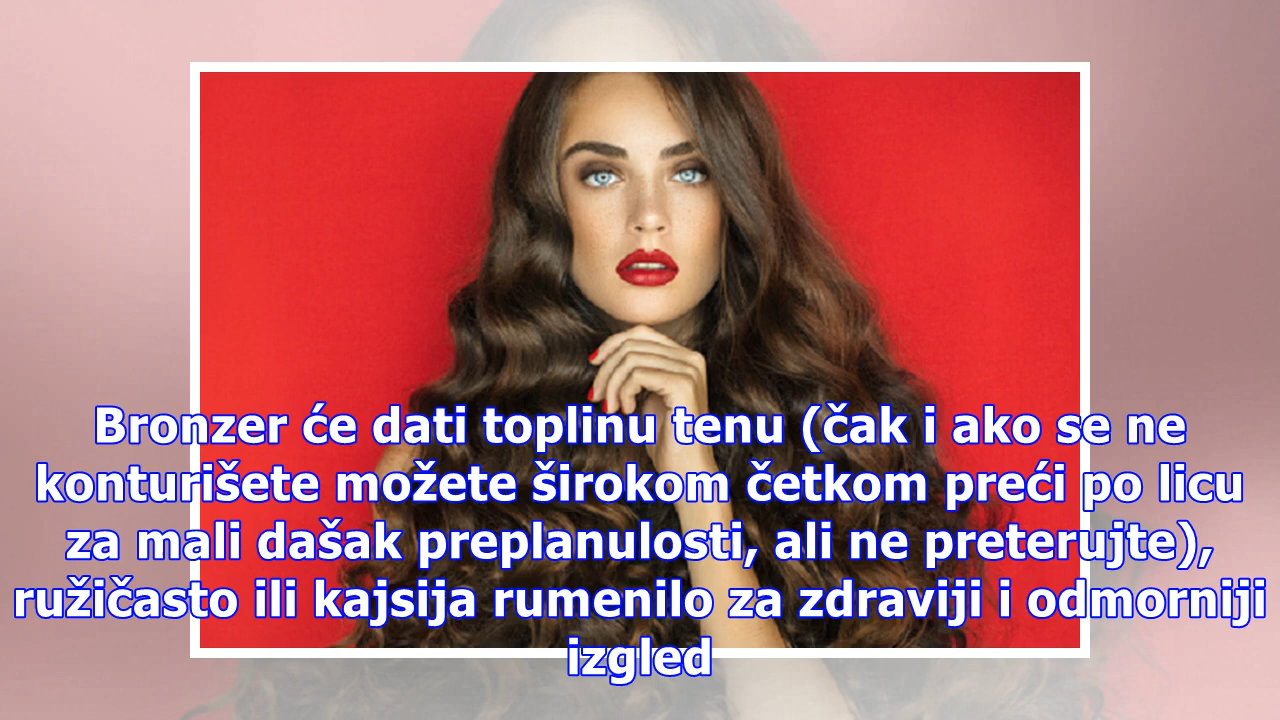 Bronzer će dati toplinu tenu (čak i ako se ne
konturišete možete širokom četkom preći po licu
za mali dašak preplanulosti, ali ne preterujte),
ružičasto ili kajsija rumenilo za zdraviji i odmorniji
izgled